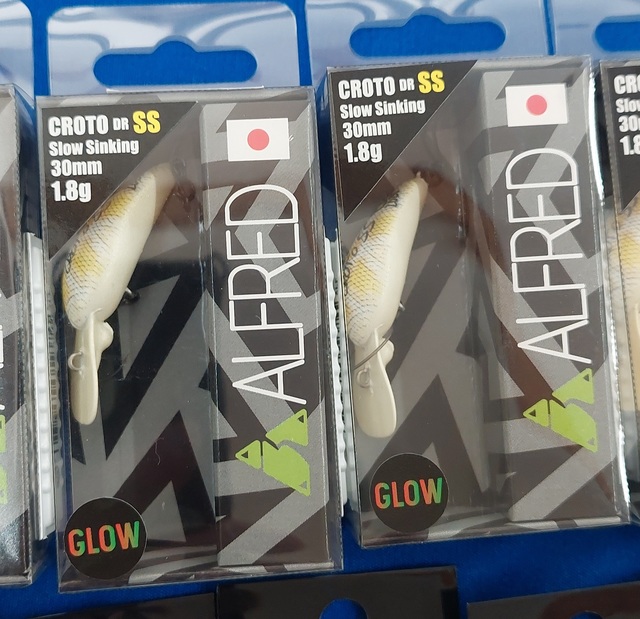 CROTO DR SS
Slow Sinking
30mm
1.8g
ALFRED
GLOW
CROTO DR SS
Slow Sinking
30mm
1.8g
ALFRED
GLOW